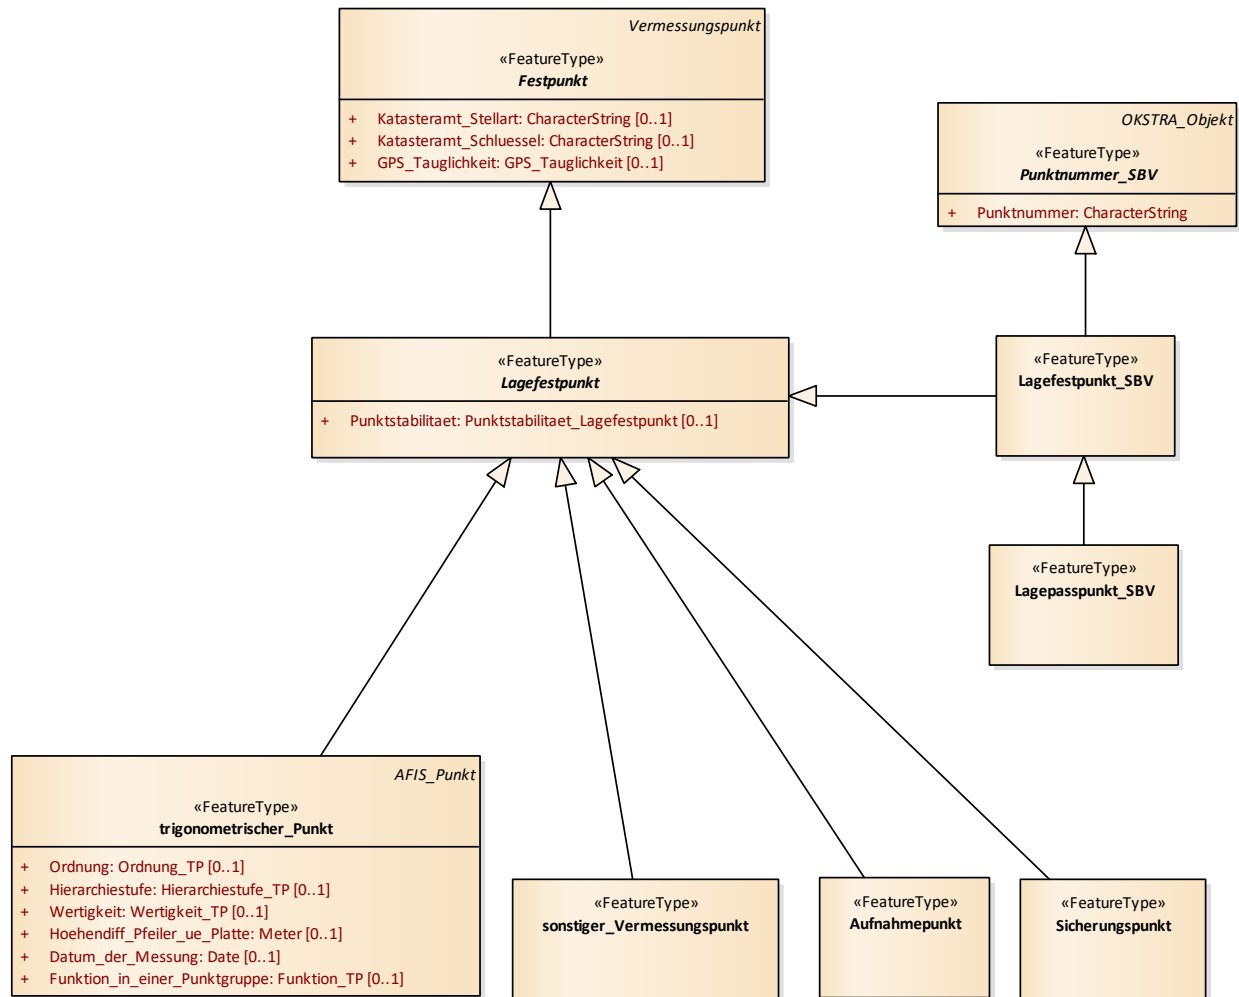 Vermessungspunkt
«FeatureType»
Festpunkt
+ Katasteramt_Stellart: CharacterString [0..1]
+ Katasteramt_Schluessel: CharacterString [0..1]
+ GPS_Tauglichkeit: GPS_Tauglichkeit [0..1]
OKSTRA_Objekt
«FeatureType»
Punktnummer_SBV
+ Punktnummer: CharacterString
«FeatureType»
Lagefestpunkt
+ Punktstabilitaet: Punktstabilitaet_Lagefestpunkt [0..1]
«FeatureType»
Lagefestpunkt_SBV
«FeatureType»
Lagepasspunkt_SBV
AFIS_Punkt
«FeatureType»
trigonometrischer_Punkt
+ Ordnung: Ordnung_TP [0..1]
+ Hierarchiestufe: Hierarchiestufe_TP [0..1]
+ Wertigkeit: Wertigkeit_TP [0..1]
+ Hoehendiff_Pfeiler_ue_Platte: Meter [0..1]
+ Datum_der_Messung: Date [0..1]
+ Funktion_in_einer_Punktgruppe: Funktion_TP [0..1]
«FeatureType»
sonstiger_Vermessungspunkt
«FeatureType»
Aufnahmepunkt
«FeatureType»
Sicherungspunkt